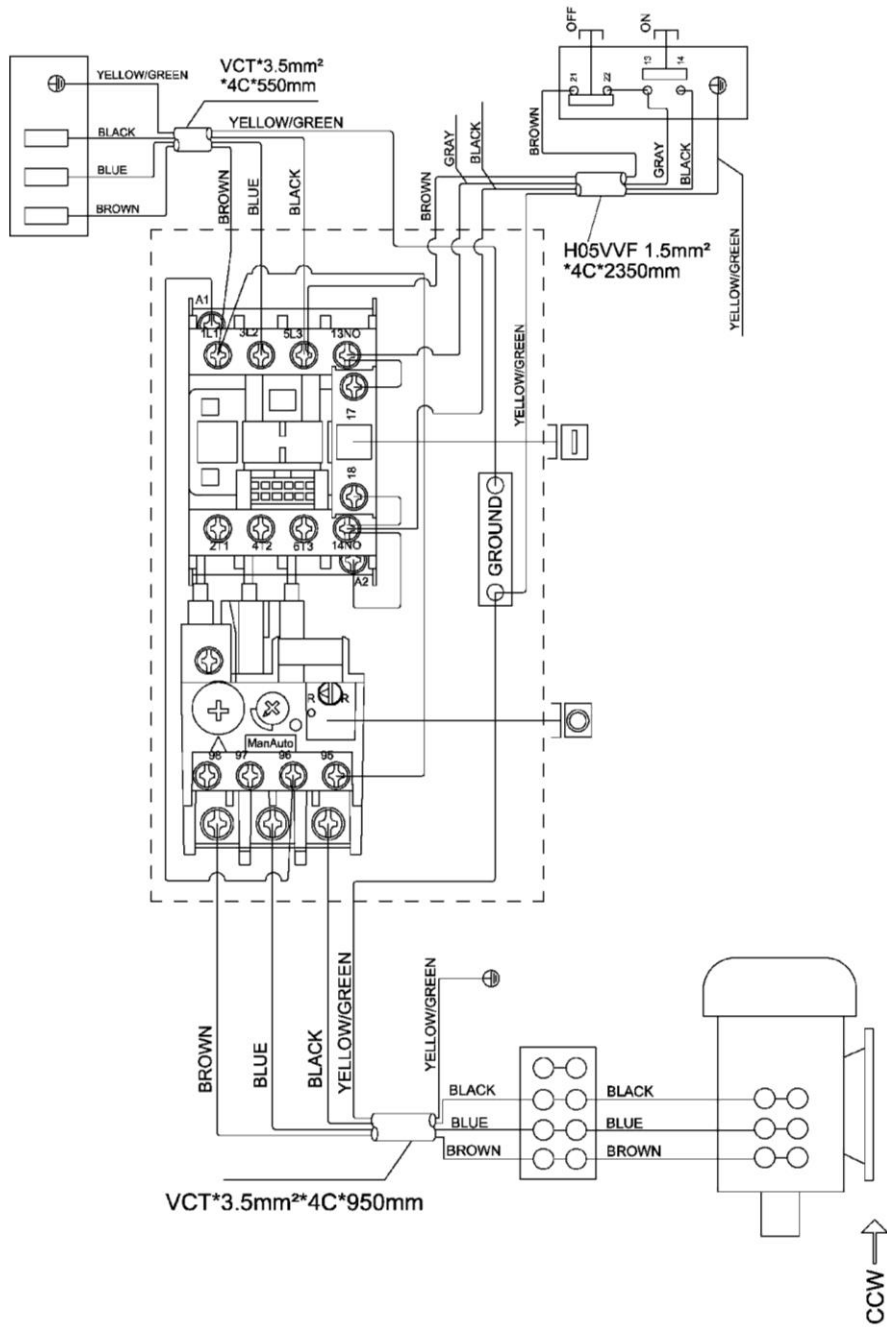 OFF
ON
VCT*3.5mm²
*4C*550mm
YELLOW/GREEN
YELLOW/GREEN
BLACK
BLUE
BROWN
BROWN
BLUE
BLACK
BROWN
GRAY
BLACK
BROWN
21
22
13
14
GRAY
BLACK
H05VVF 1.5mm²
*4C*2350mm
YELLOW/GREEN
YELLOW/GREEN
A1
1L1
3L2
5L3
13NO
17
18
2T1
4T2
6T3
14NO
A2
GROUND
R
R
ManAuto
98
97
96
95
BROWN
BLUE
BLACK
YELLOW/GREEN
YELLOW/GREEN
BLACK
BLACK
BLUE
BLUE
BROWN
BROWN
VCT*3.5mm²*4C*950mm
CCW